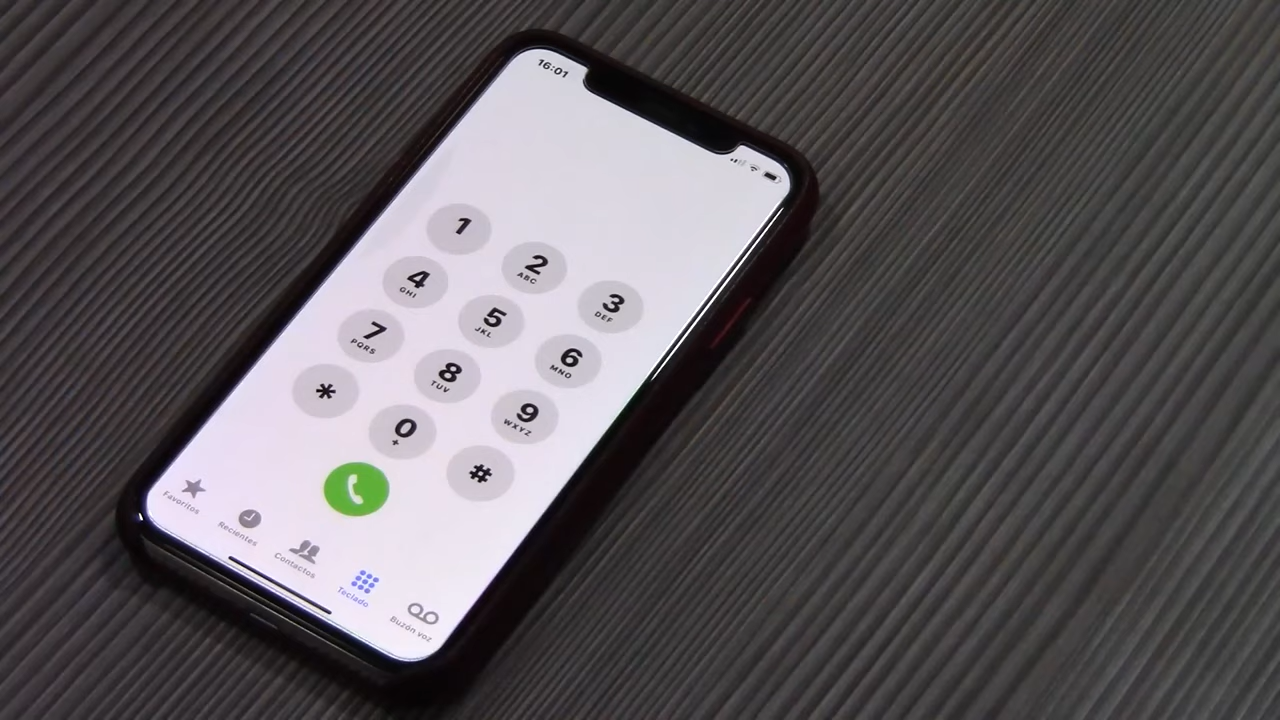 16:01
1
2
ABC
3
DEF
4
GHI
5
JKL
6
MNO
7
PQRS
8
TUV
9
WXYZ
*
0
+
#
Favoritos
Recientes
Contactos
Teclado
Buzón voz